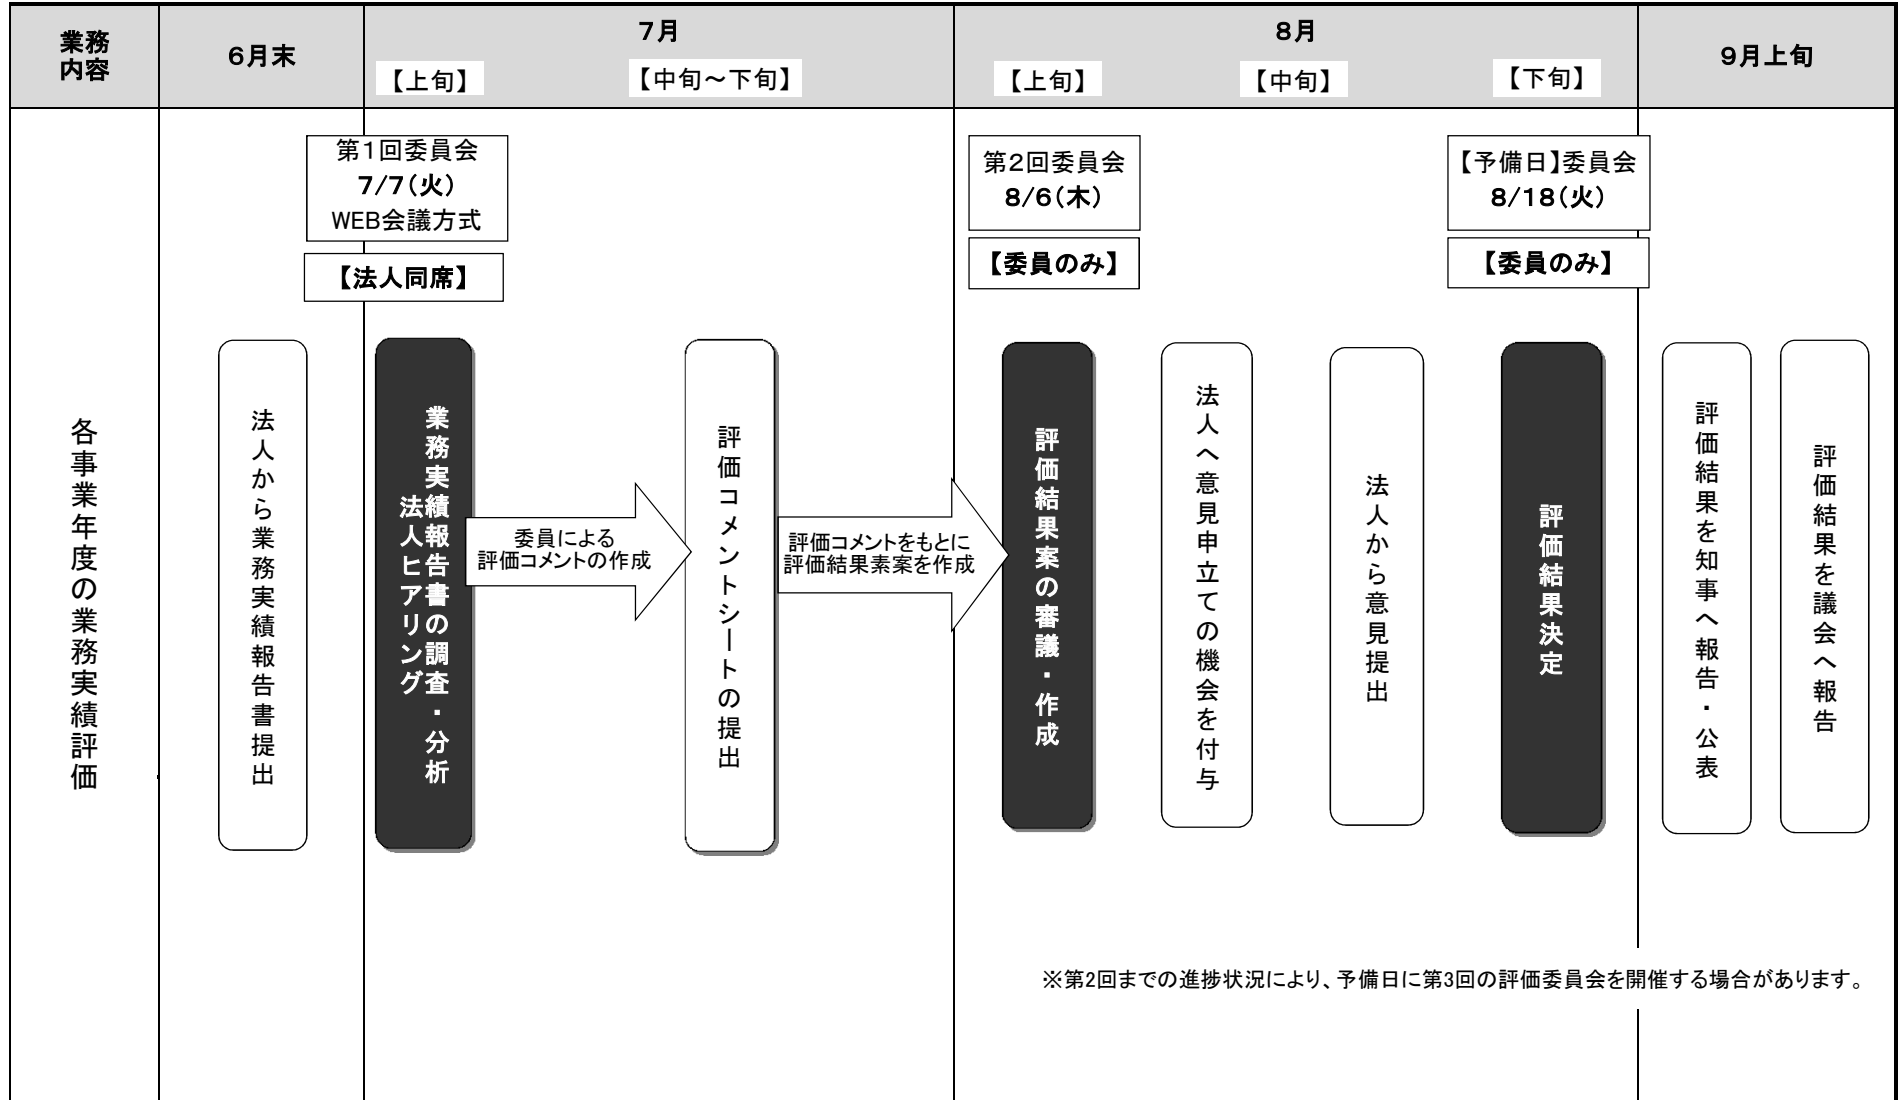 業務
内容
6月末
7月
【上旬】
【中旬～下旬】
8月
【上旬】
【中旬】
【下旬】
9月上旬
第1回委員会
7/7(火)
WEB会議方式
【法人同席】
第2回委員会
8/6(木)
【委員のみ】
【予備日】委員会
8/18(火)
【委員のみ】
各事業年度の業務実績評価
法人から業務実績報告書提出
業務実績報告書の調査・分析
法人ヒアリング
委員による
評価コメントの作成
評価コメントシートの提出
評価コメントをもとに
評価結果素案を作成
評価結果案の審議・作成
法人へ意見申立ての機会を付与
法人から意見提出
評価結果決定
評価結果を知事へ報告・公表
評価結果を議会へ報告
※第2回までの進捗状況により、予備日に第3回の評価委員会を開催する場合があります。